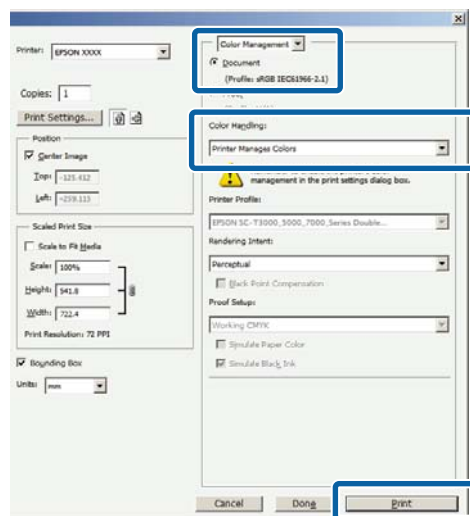 Printer: EPSON XXXX
Copies: 1
Print Settings...
Position
Center Image
Top: -125.412
Left: -259.113
Scaled Print Size
Scale to Fit Media
Scale: 100%
Height: 541.8
Width: 722.4
Print Resolution: 72 PPI
Bounding Box
Units: mm
Color Management
Document
(Profile: sRGB IEC61966-2.1)
Color Handling:
Printer Manages Colors
management in the print settings dialog box.
Printer Profile:
EPSON SC-T3000_5000_7000_Series Double...
Rendering Intent:
Perceptual
Black Point Compensation
Proof Setup:
Working CMYK
Simulate Paper Color
Simulate Black Ink
Cancel
Done
Print